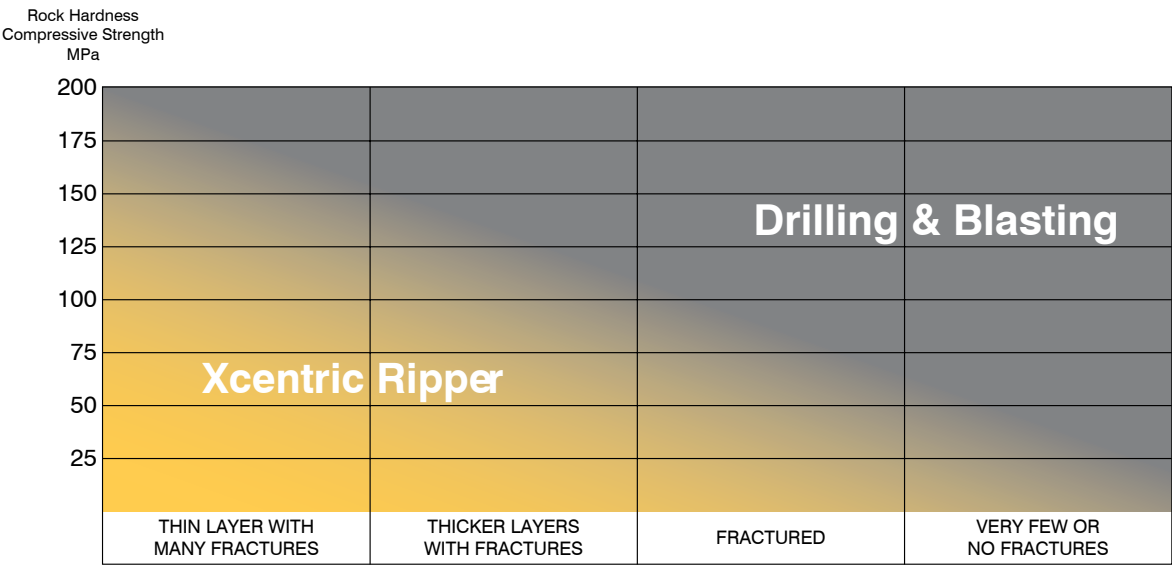 Rock Hardness
Compressive Strength
MPa
200
175
150
125
100
75
50
25
Drilling & Blasting
Xcentric Ripper
THIN LAYER WITH
MANY FRACTURES
THICKER LAYERS
WITH FRACTURES
FRACTURED
VERY FEW OR
NO FRACTURES